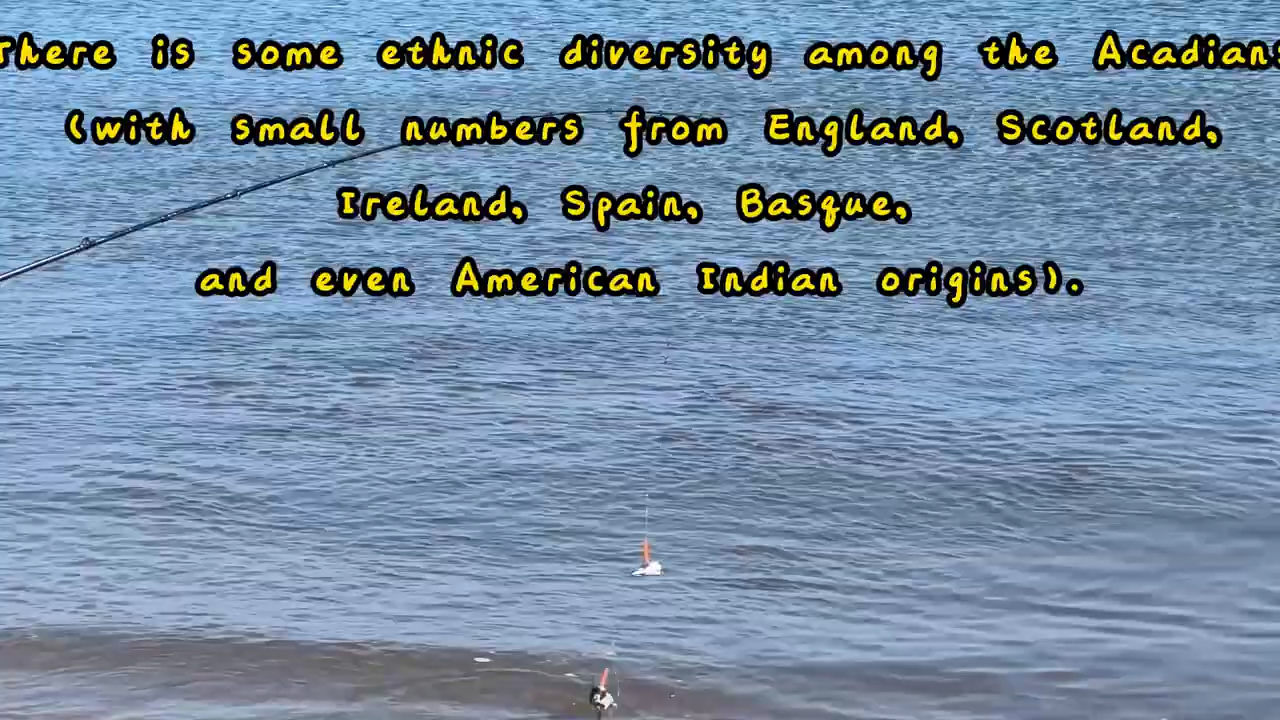 There is some ethnic diversity among the Acadians
(with small numbers from England, Scotland,
Ireland, Spain, Basque,
and even American Indian origins).